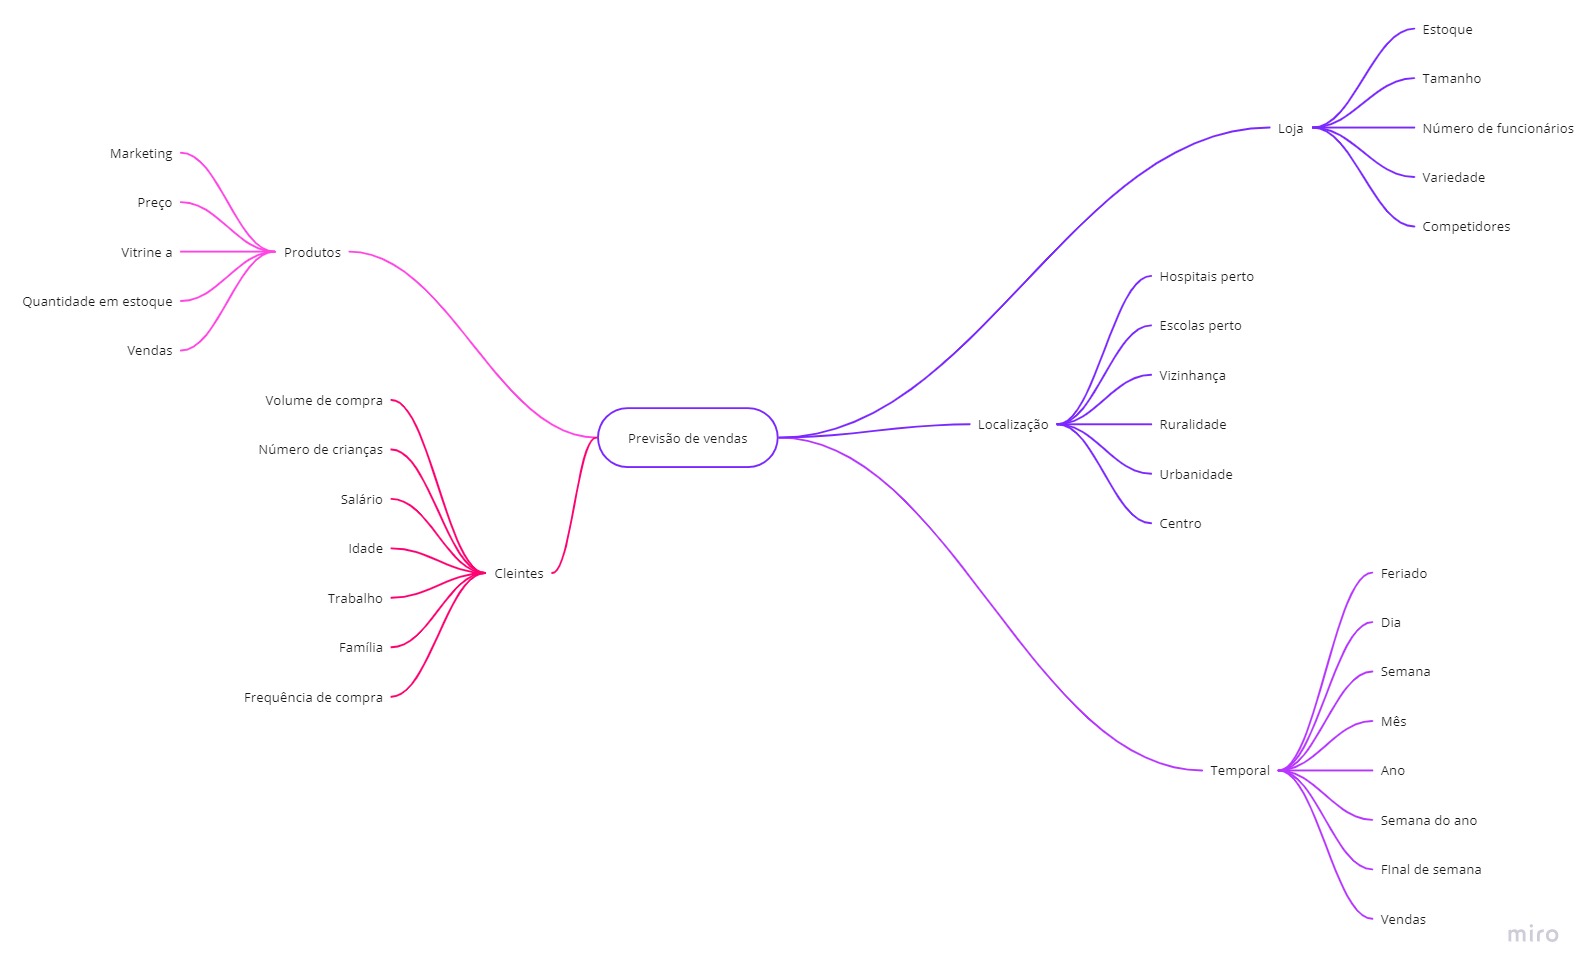 Previsão de vendas
Produtos
Marketing
Preço
Vitrine a
Quantidade em estoque
Vendas
Cleintes
Volume de compra
Número de crianças
Salário
Idade
Trabalho
Família
Frequência de compra
Loja
Estoque
Tamanho
Número de funcionários
Variedade
Competidores
Localização
Hospitais perto
Escolas perto
Vizinhança
Ruralidade
Urbanidade
Centro
Temporal
Feriado
Dia
Semana
Mês
Ano
Semana do ano
FInal de semana
Vendas
miro